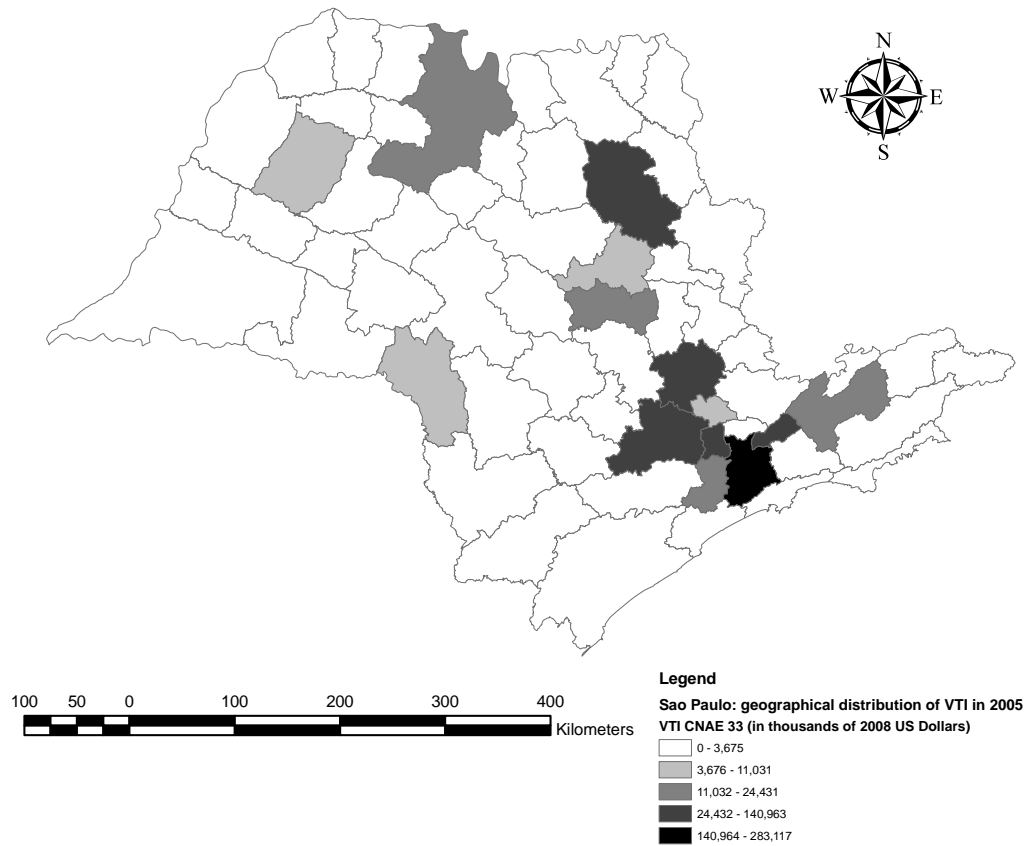 N
W E
S
100 50 0 100 200 300 400
Kilometers
Legend
Sao Paulo: geographical distribution of VTI in 2005
VTI CNAE 33 (in thousands of 2008 US Dollars)
0 - 3,675
3,676 - 11,031
11,032 - 24,431
24,432 - 140,963
140,964 - 283,117